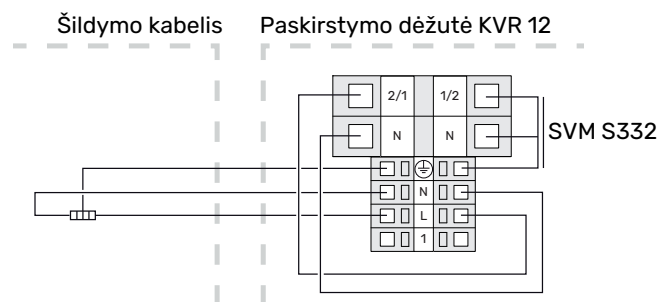 Šildymo kabelis
Paskirstymo dėžutė KVR 12
2/1 1/2
N N
SVM S332
N
L
1